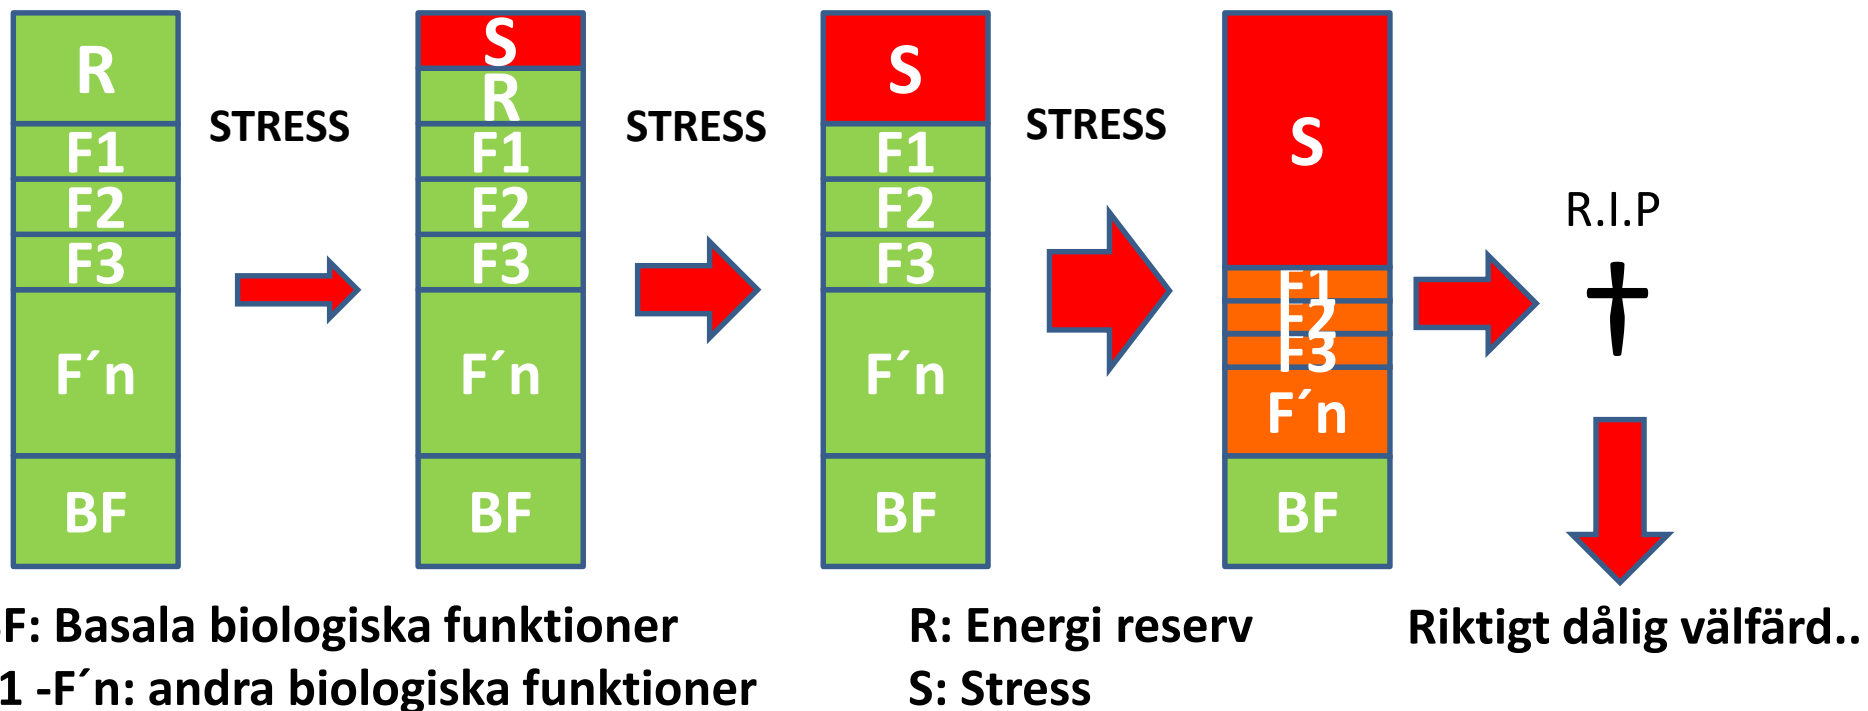 R
F1
F2
F3
F´n
BF
STRESS
S
R
F1
F2
F3
F´n
BF
STRESS
S
F1
F2
F3
F´n
BF
STRESS
S
F1
F2
F3
F´n
BF
R.I.P
F: Basala biologiska funktioner
1 -F´n: andra biologiska funktioner
R: Energi reserv
S: Stress
Riktigt dålig välfärd..